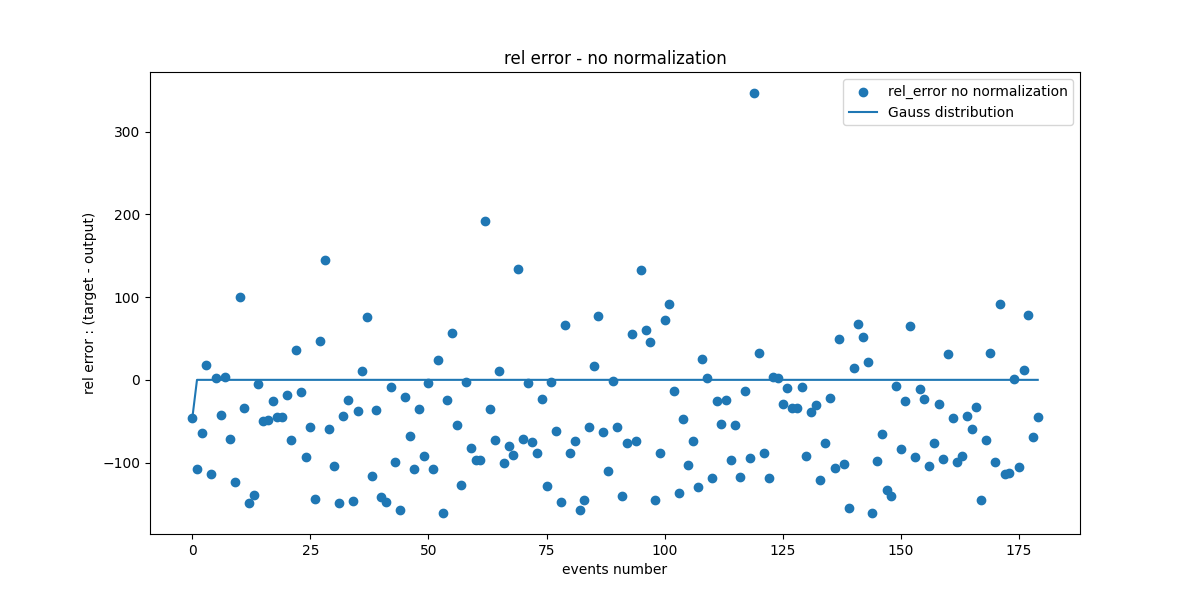 rel error - no normalization
rel_error no normalization
Gauss distribution
rel error : (target - output)
300
200
100
0
−100
0
25
50
75
100
125
150
175
events number